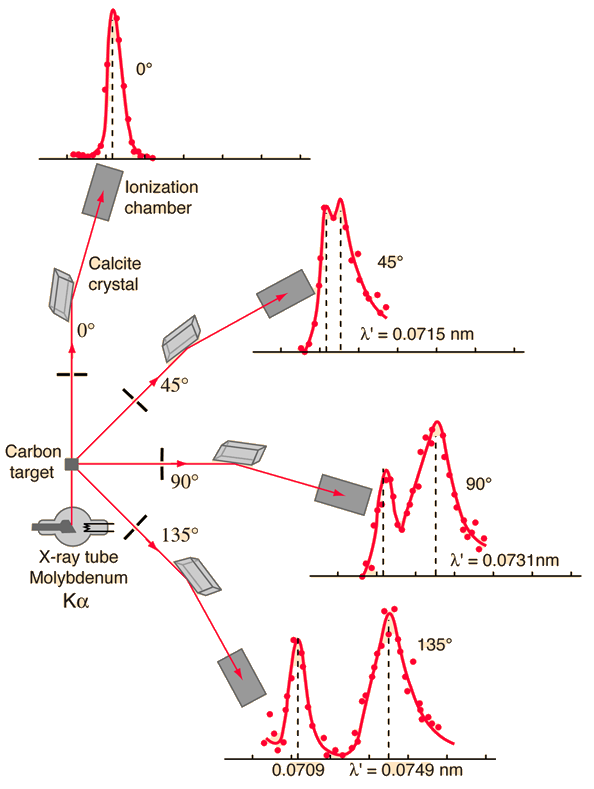 0°
Ionization
chamber
Calcite
crystal
0°
45°
λ' = 0.0715 nm
45°
Carbon
target
90°
90°
λ' = 0.0731nm
135°
X-ray tube
Molybdenum
Kα
135°
0.0709 λ' = 0.0749 nm